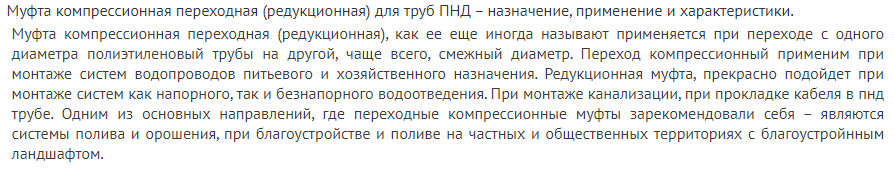 Муфта компрессионная переходная (редукционная) для труб ПНД – назначение, применение и характеристики.
Муфта компрессионная переходная (редукционная), как ее еще иногда называют применяется при переходе с одного
диаметра полиэтиленовой трубы на другой, чаще всего, смежный диаметр. Переход компрессионный применим при
монтаже систем водопроводов питьевого и хозяйственного назначения. Редукционная муфта, прекрасно подойдет при
монтаже систем как напорного, так и безнапорного водоотведения. При монтаже канализации, при прокладке кабеля в пнд
трубе. Одним из основных направлений, где переходные компрессионные муфты зарекомендовали себя – являются
системы полива и орошения, при благоустройстве и поливе на частных и общественных территориях с благоустройнным
ландшафтом.